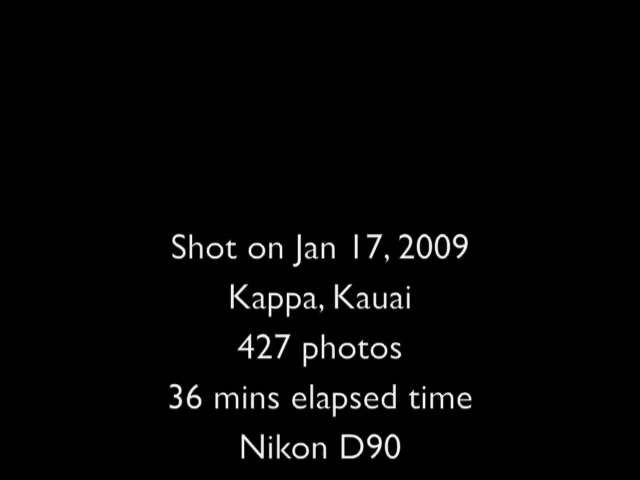 Shot on Jan 17, 2009
Kappa, Kauai
427 photos
36 mins elapsed time
Nikon D90